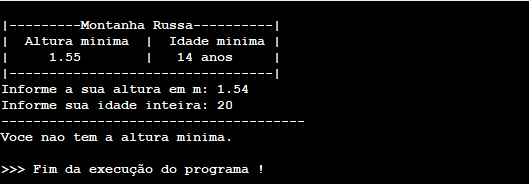 |---------Montanha Russa----------|
|  Altura minima  |  Idade minima |
|     1.55        |   14 anos     |
|---------------------------------|
Informe a sua altura em m: 1.54
Informe sua idade inteira: 20
--------------------------------------
Voce nao tem a altura minima.
>>> Fim da execução do programa !